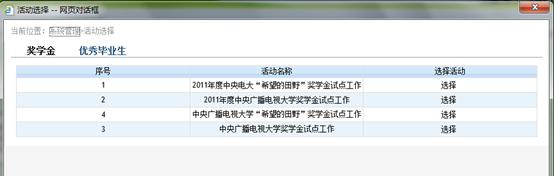 活动选择 -- 网页对话框
当前位置：系统管理>活动选择
奖学金 优秀毕业生
序号 活动名称 选择活动
1 2011年度中央电大“希望的田野”奖学金试点工作 选择
2 2011年度中央广播电视大学奖学金试点工作 选择
4 中央广播电视大学“希望的田野”奖学金试点工作 选择
3 中央广播电视大学奖学金试点工作 选择